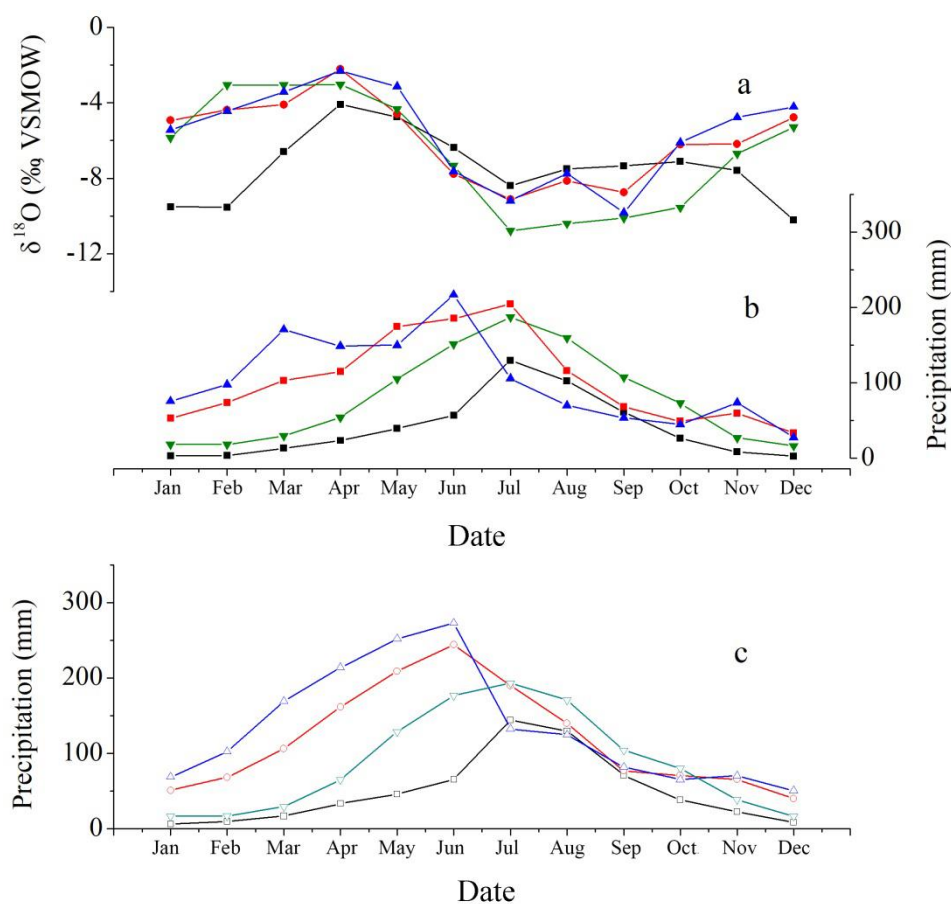 0
-4
-8
-12
δ18O (‰ VSMOW)
a
300
200
100
0
Precipitation (mm)
b
Jan Feb Mar Apr May Jun Jul Aug Sep Oct Nov Dec
Date
300
200
100
0
Precipitation (mm)
c
Jan Feb Mar Apr May Jun Jul Aug Sep Oct Nov Dec
Date